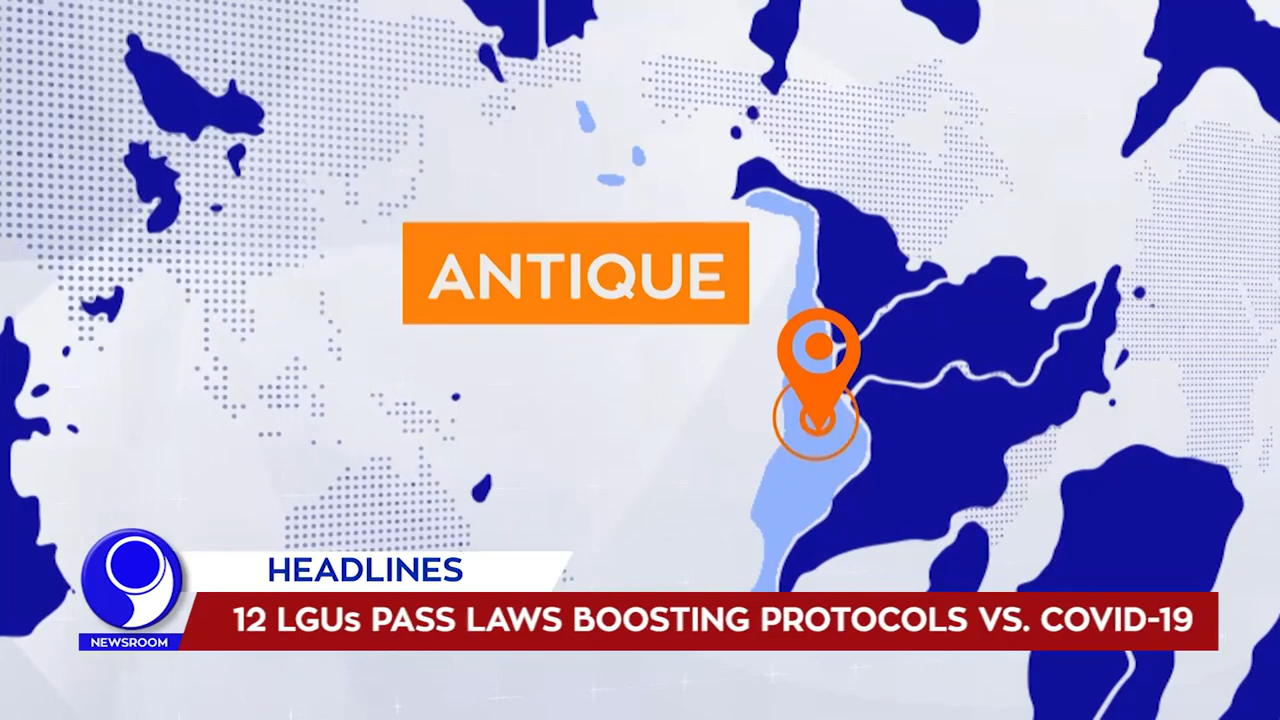 ANTIQUE
HEADLINES
12 LGUs PASS LAWS BOOSTING PROTOCOLS VS. COVID-19
NEWSROOM